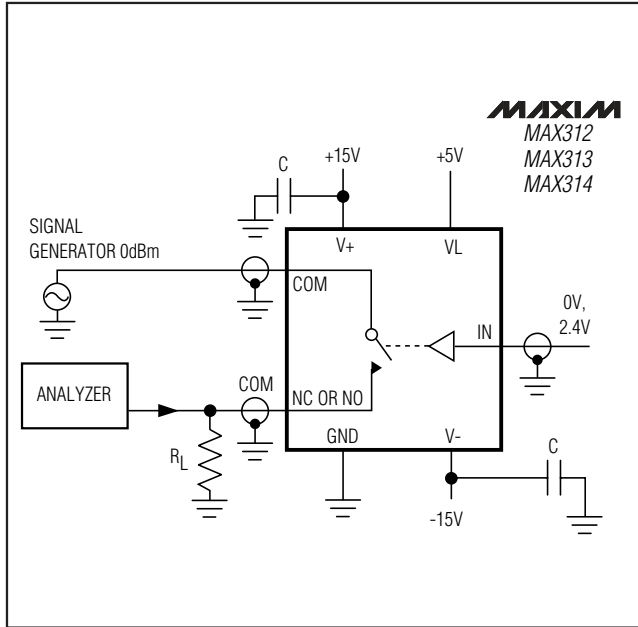 MAXIM
MAX312
MAX313
MAX314
C
+15V
+5V
SIGNAL
GENERATOR 0dBm
V+
VL
COM
0V,
2.4V
IN
ANALYZER
COM
NC OR NO
RL
GND
V-
C
-15V